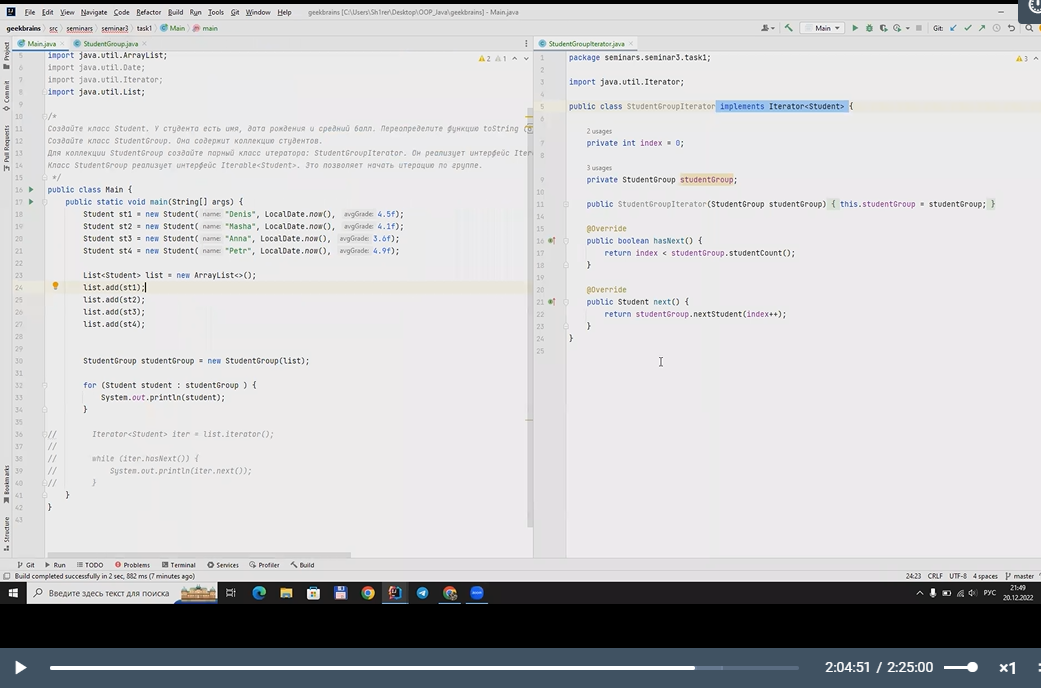 File Edit View Navigate Code Refactor Build Run Tools Git Window Help geekbrains [C:\Users\Sh1rer\Desktop\OOP_Java\geekbrains] - Main.java
geekbrains src seminars seminar3 task1 Main main
Main Git:
Main.java StudentGroup.java
StudentGroupIterator.java
Project
Commit
Pull Requests
Bookmarks
Structure
2 1
5 import java.util.ArrayList;
6 import java.util.Date;
7 import java.util.Iterator;
8 import java.util.List;
9
10 /*
11 Создайте класс Student. У студента есть имя, дата рождения и средний балл. Переопределите функцию toString
12 Создайте класс StudentGroup. Она содержит коллекцию студентов.
13 Для коллекции StudentGroup создайте парный класс итератора: StudentGroupIterator. Он реализует интерфейс Iter
14 Класс StudentGroup реализует интерфейс Iterable<Student>. Это позволяет начать итерацию по группе.
15 */
16 public class Main {
17 public static void main(String[] args) {
18 Student st1 = new Student( name: "Denis", LocalDate.now(), avgGrade: 4.5f);
19 Student st2 = new Student( name: "Masha", LocalDate.now(), avgGrade: 4.1f);
20 Student st3 = new Student( name: "Anna", LocalDate.now(), avgGrade: 3.6f);
21 Student st4 = new Student( name: "Petr", LocalDate.now(), avgGrade: 4.9f);
22
23 List<Student> list = new ArrayList<>();
24 list.add(st1);
25 list.add(st2);
26 list.add(st3);
27 list.add(st4);
28
29
30 StudentGroup studentGroup = new StudentGroup(list);
31
32 for (Student student : studentGroup ) {
33 System.out.println(student);
34 }
35
36 // Iterator<Student> iter = list.iterator();
37 //
38 // while (iter.hasNext()) {
39 // System.out.println(iter.next());
40 // }
41 }
42 }
43
3
1 package seminars.seminar3.task1;
2
3 import java.util.Iterator;
4
5 public class StudentGroupIterator implements Iterator<Student> {
6
2 usages
7 private int index = 0;
8
3 usages
9 private StudentGroup studentGroup;
10
11 public StudentGroupIterator(StudentGroup studentGroup) { this.studentGroup = studentGroup; }
14
15 @Override
16 public boolean hasNext() {
17 return index < studentGroup.studentCount();
18 }
19
20 @Override
21 public Student next() {
22 return studentGroup.nextStudent(index++);
23 }
24 }
25
Git Run TODO Problems Terminal Services Profiler Build
Build completed successfully in 2 sec, 882 ms (7 minutes ago) 24:23 CRLF UTF-8 4 spaces master
Введите здесь текст для поиска
РУС
21:49
20.12.2022
2:04:51 / 2:25:00 ×1